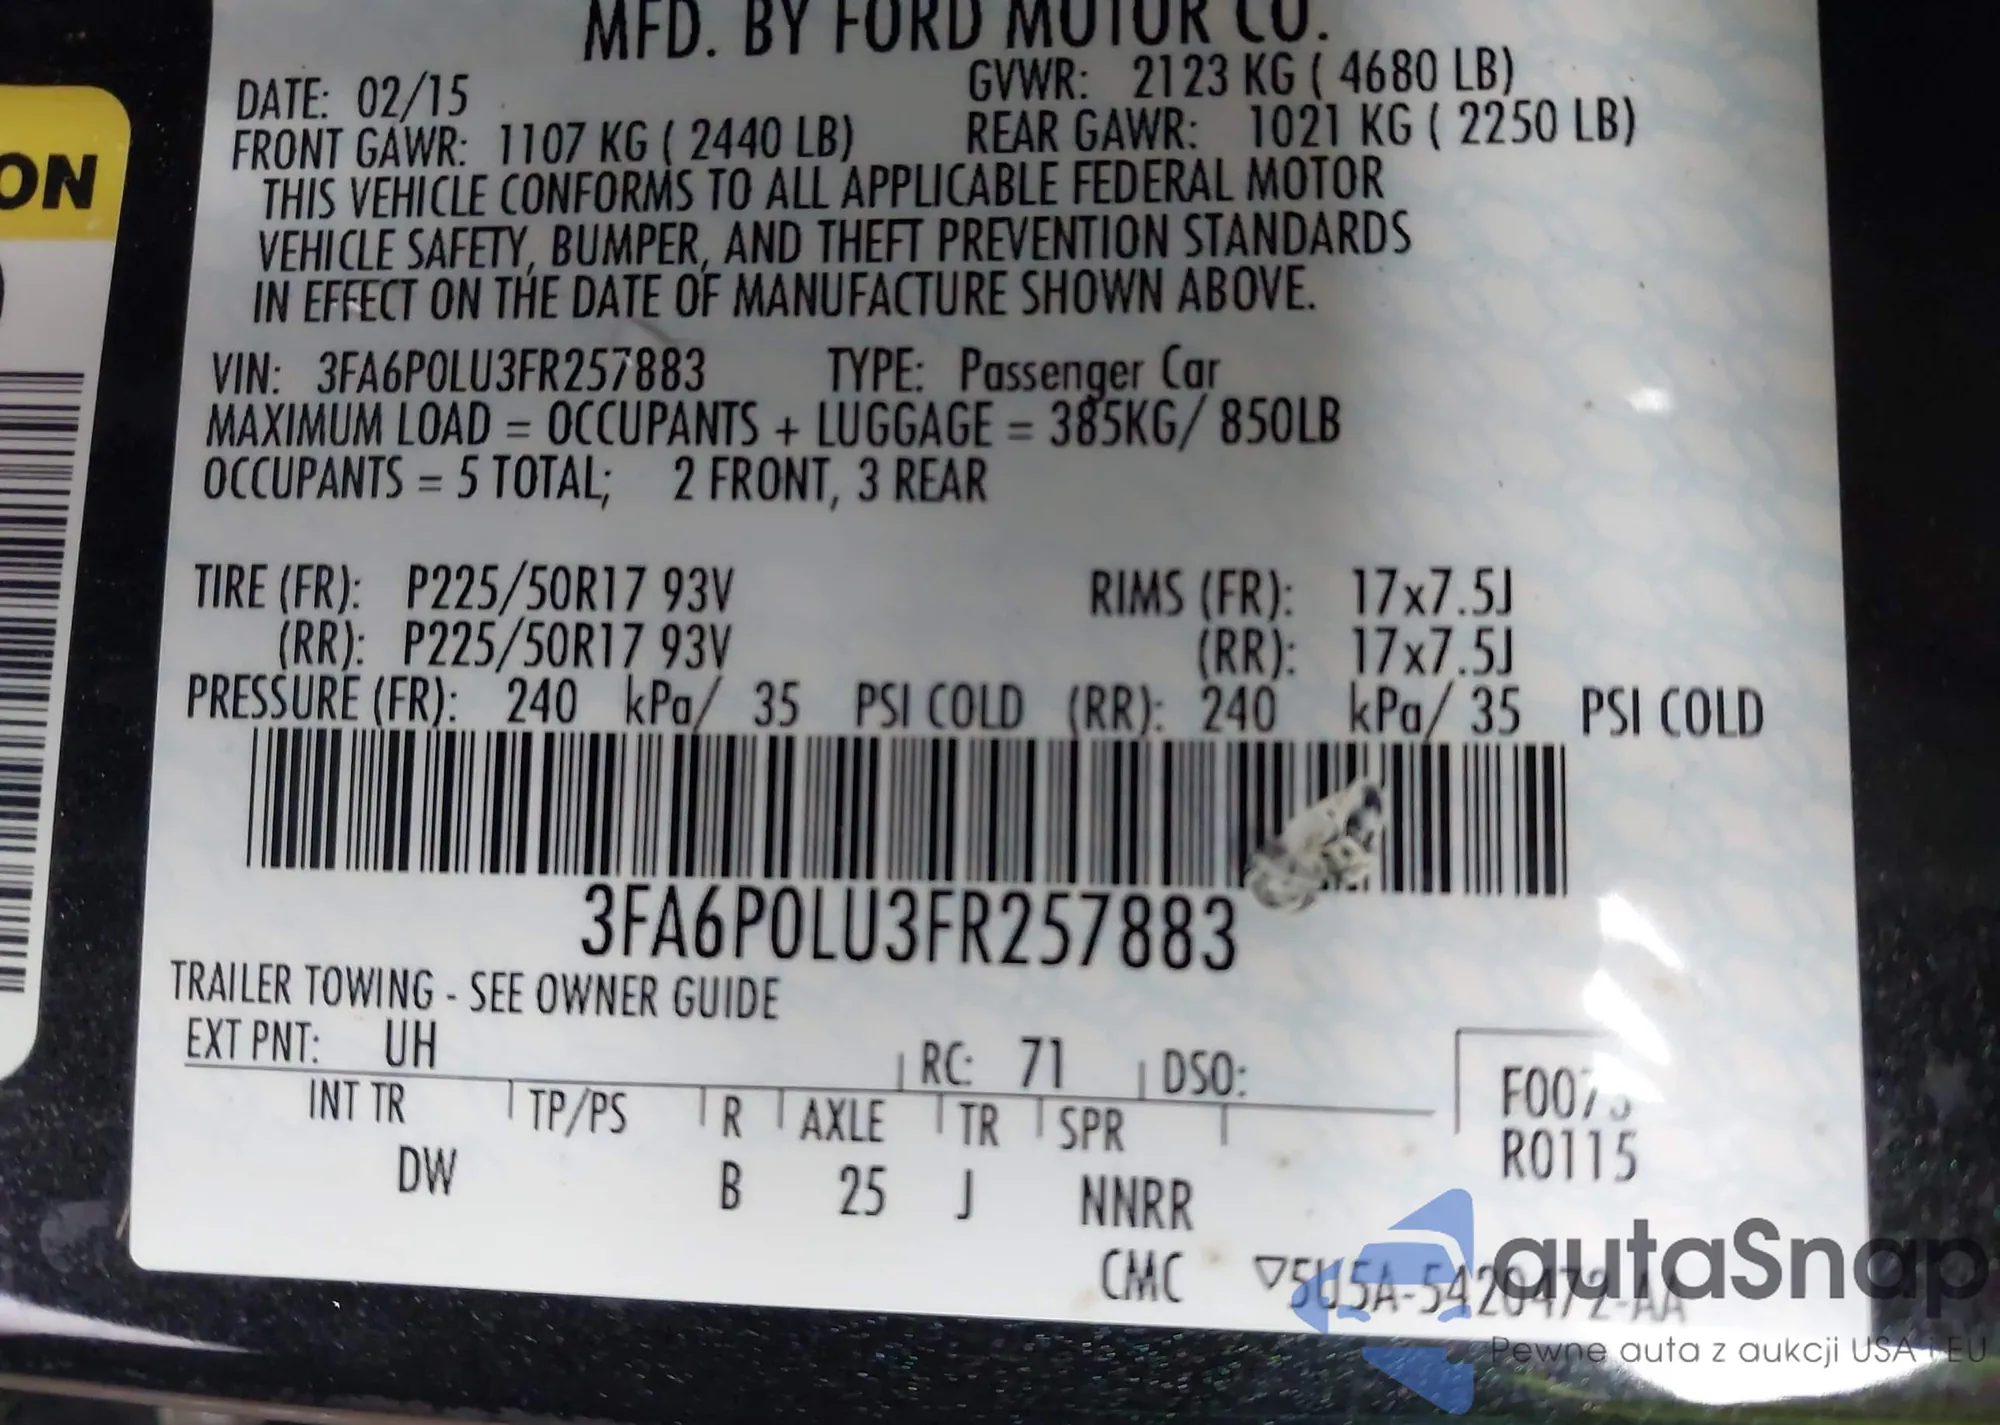 MFD. BY FORD MOTOR CO.
DATE: 02/15 GVWR: 2123 KG ( 4680 LB)
FRONT GAWR: 1107 KG ( 2440 LB) REAR GAWR: 1021 KG ( 2250 LB)
THIS VEHICLE CONFORMS TO ALL APPLICABLE FEDERAL MOTOR
VEHICLE SAFETY, BUMPER, AND THEFT PREVENTION STANDARDS
IN EFFECT ON THE DATE OF MANUFACTURE SHOWN ABOVE.
VIN: 3FA6P0LU3FR257883 TYPE: Passenger Car
MAXIMUM LOAD = OCCUPANTS + LUGGAGE = 385KG/ 850LB
OCCUPANTS = 5 TOTAL; 2 FRONT, 3 REAR
TIRE (FR): P225/50R17 93V RIMS (FR): 17x7.5J
(RR): P225/50R17 93V (RR): 17x7.5J
PRESSURE (FR): 240 kPa/ 35 PSI COLD (RR): 240 kPa/ 35 PSI COLD
3FA6P0LU3FR257883
TRAILER TOWING - SEE OWNER GUIDE
EXT PNT: UH RC: 71 DSO:
INT TR TP/PS R AXLE TR SPR
R0115
DW B 25 J NNRR
CMC ▽5U5A-5420472-AA
ON
autaSnap
Pewne auta z aukcji USA i EU